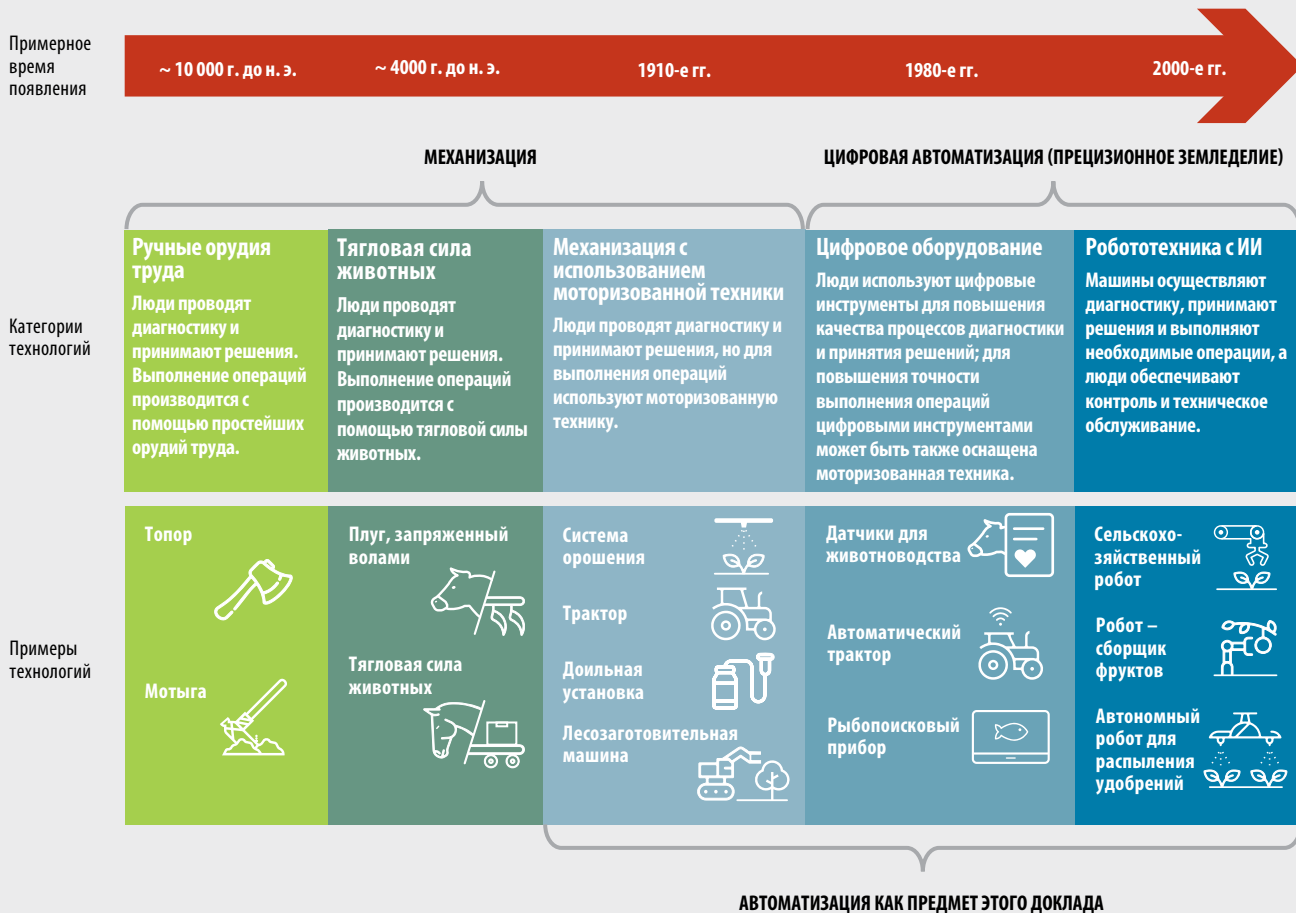 Примерное
время
появления
~ 10 000 г. до н. э.
~ 4000 г. до н. э.
1910-е гг.
1980-е гг.
2000-е гг.
МЕХАНИЗАЦИЯ
ЦИФРОВАЯ АВТОМАТИЗАЦИЯ (ПРЕЦИЗИОННОЕ ЗЕМЛЕДЕЛИЕ)
Категории
технологий
Ручные орудия
труда
Люди проводят
диагностику и
принимают решения.
Выполнение операций
производится с
помощью простейших
орудий труда.
Тягловая сила
животных
Люди проводят
диагностику и
принимают решения.
Выполнение операций
производится с
помощью тягловой силы
животных.
Механизация с
использованием
моторизованной техники
Люди проводят диагностику и
принимают решения, но для
выполнения операций
используют моторизованную
технику.
Цифровое оборудование
Люди используют цифровые
инструменты для повышения
качества процессов диагностики
и принятия решений; для
повышения точности
выполнения операций
цифровыми инструментами
может быть также оснащена
моторизованная техника.
Робототехника с ИИ
Машины осуществляют
диагностику, принимают
решения и выполняют
необходимые операции, а
люди обеспечивают
контроль и техническое
обслуживание.
Примеры
технологий
Топор
Мотыга
Плуг, запряженный
волами
Тягловая сила
животных
Система
орошения
Трактор
Доильная
установка
Лесозаготовительная
машина
Датчики для
животноводства
Автоматический
трактор
Рыбопоисковый
прибор
Сельскохо-
зяйственный
робот
Робот –
сборщик
фруктов
Автономный
робот для
распыления
удобрений
АВТОМАТИЗАЦИЯ КАК ПРЕДМЕТ ЭТОГО ДОКЛАДА